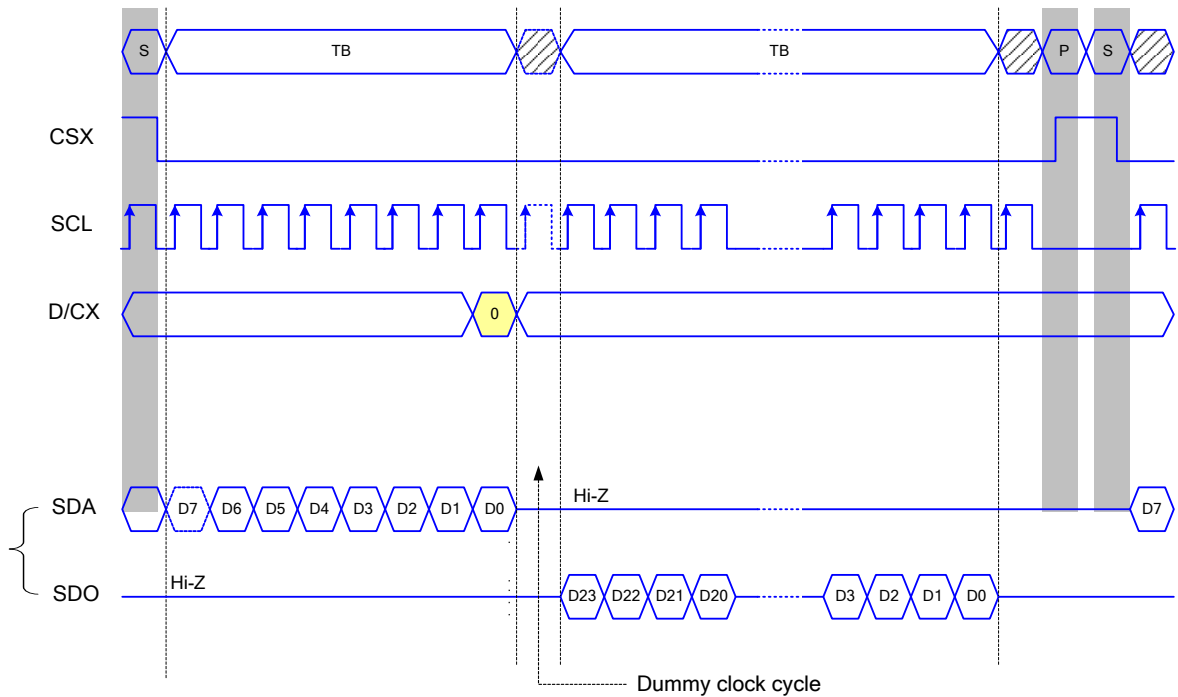 S TB TB P S
CSX
SCL
D/CX 0
Hi-Z
SDA D7 D6 D5 D4 D3 D2 D1 D0 D7
Hi-Z
SDO D23 D22 D21 D20 D3 D2 D1 D0
Dummy clock cycle